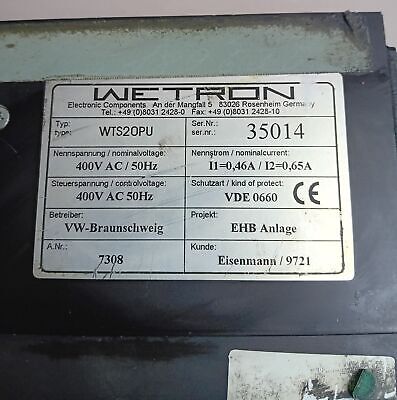 WETRON
Electronic Components An der Mangfall 5 83026 Rosenheim Germany
Tel.: +49 (0)8031 2428-0 Fax: +49 (0)8031 2428-10
Typ: Ser.Nr.:
type: WTS20PU ser.nr.: 35014
Nennspannung / nominalvoltage: Nennstrom / nominalcurrent:
400V AC / 50Hz I1=0,46A / I2=0,65A
Steuerspannung / controlvoltage: Schutzart / kind of protect:
400V AC 50Hz VDE 0660 CE
Betreiber: Projekt:
VW-Braunschweig EHB Anlage
A.Nr.: Kunde:
7308 Eisenmann / 9721